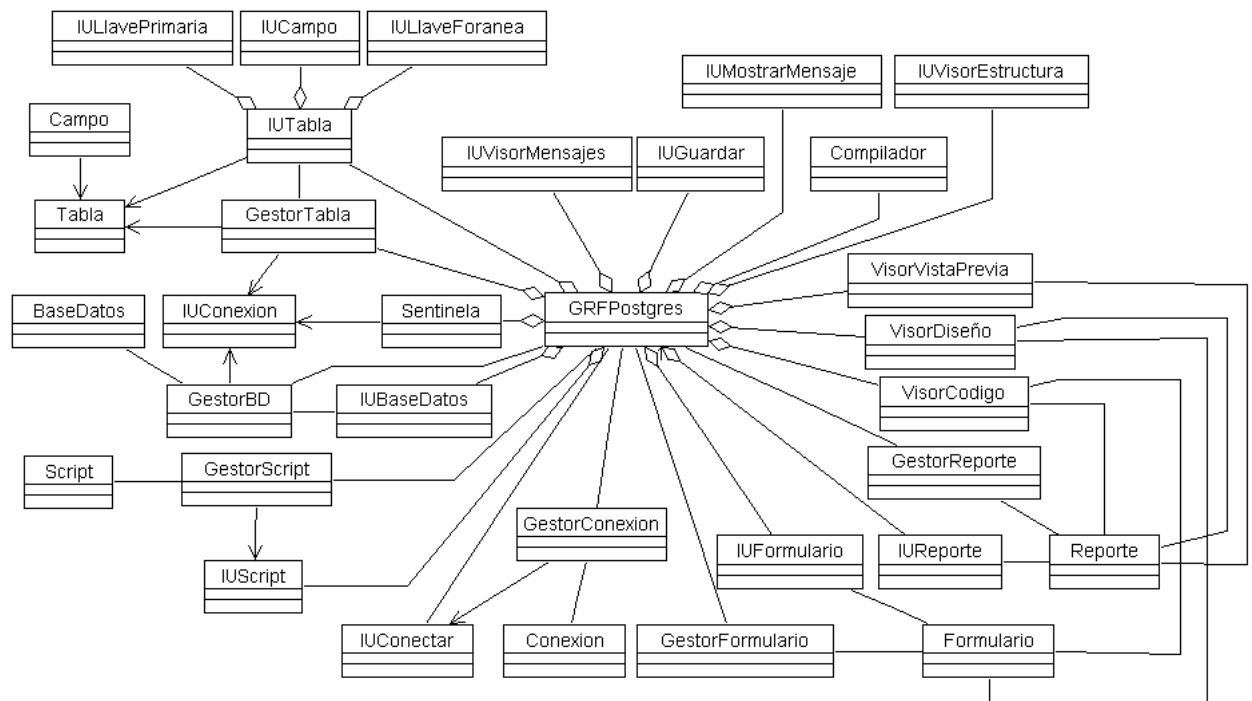 IULlavePrimaria
IUCampo
IULlaveForanea
IUMostrarMensaje
IUVisorEstructura
Campo
IUTabla
IUVisorMensajes
IUGuardar
Compilador
Tabla
GestorTabla
VisorVistaPrevia
BaseDatos
IUConexion
Sentinela
GRFPostgres
VisorDiseño
GestorBD
IUBaseDatos
VisorCodigo
Script
GestorScript
GestorReporte
GestorConexion
IUFormulario
IUReporte
Reporte
IUScript
IUConectar
Conexion
GestorFormulario
Formulario